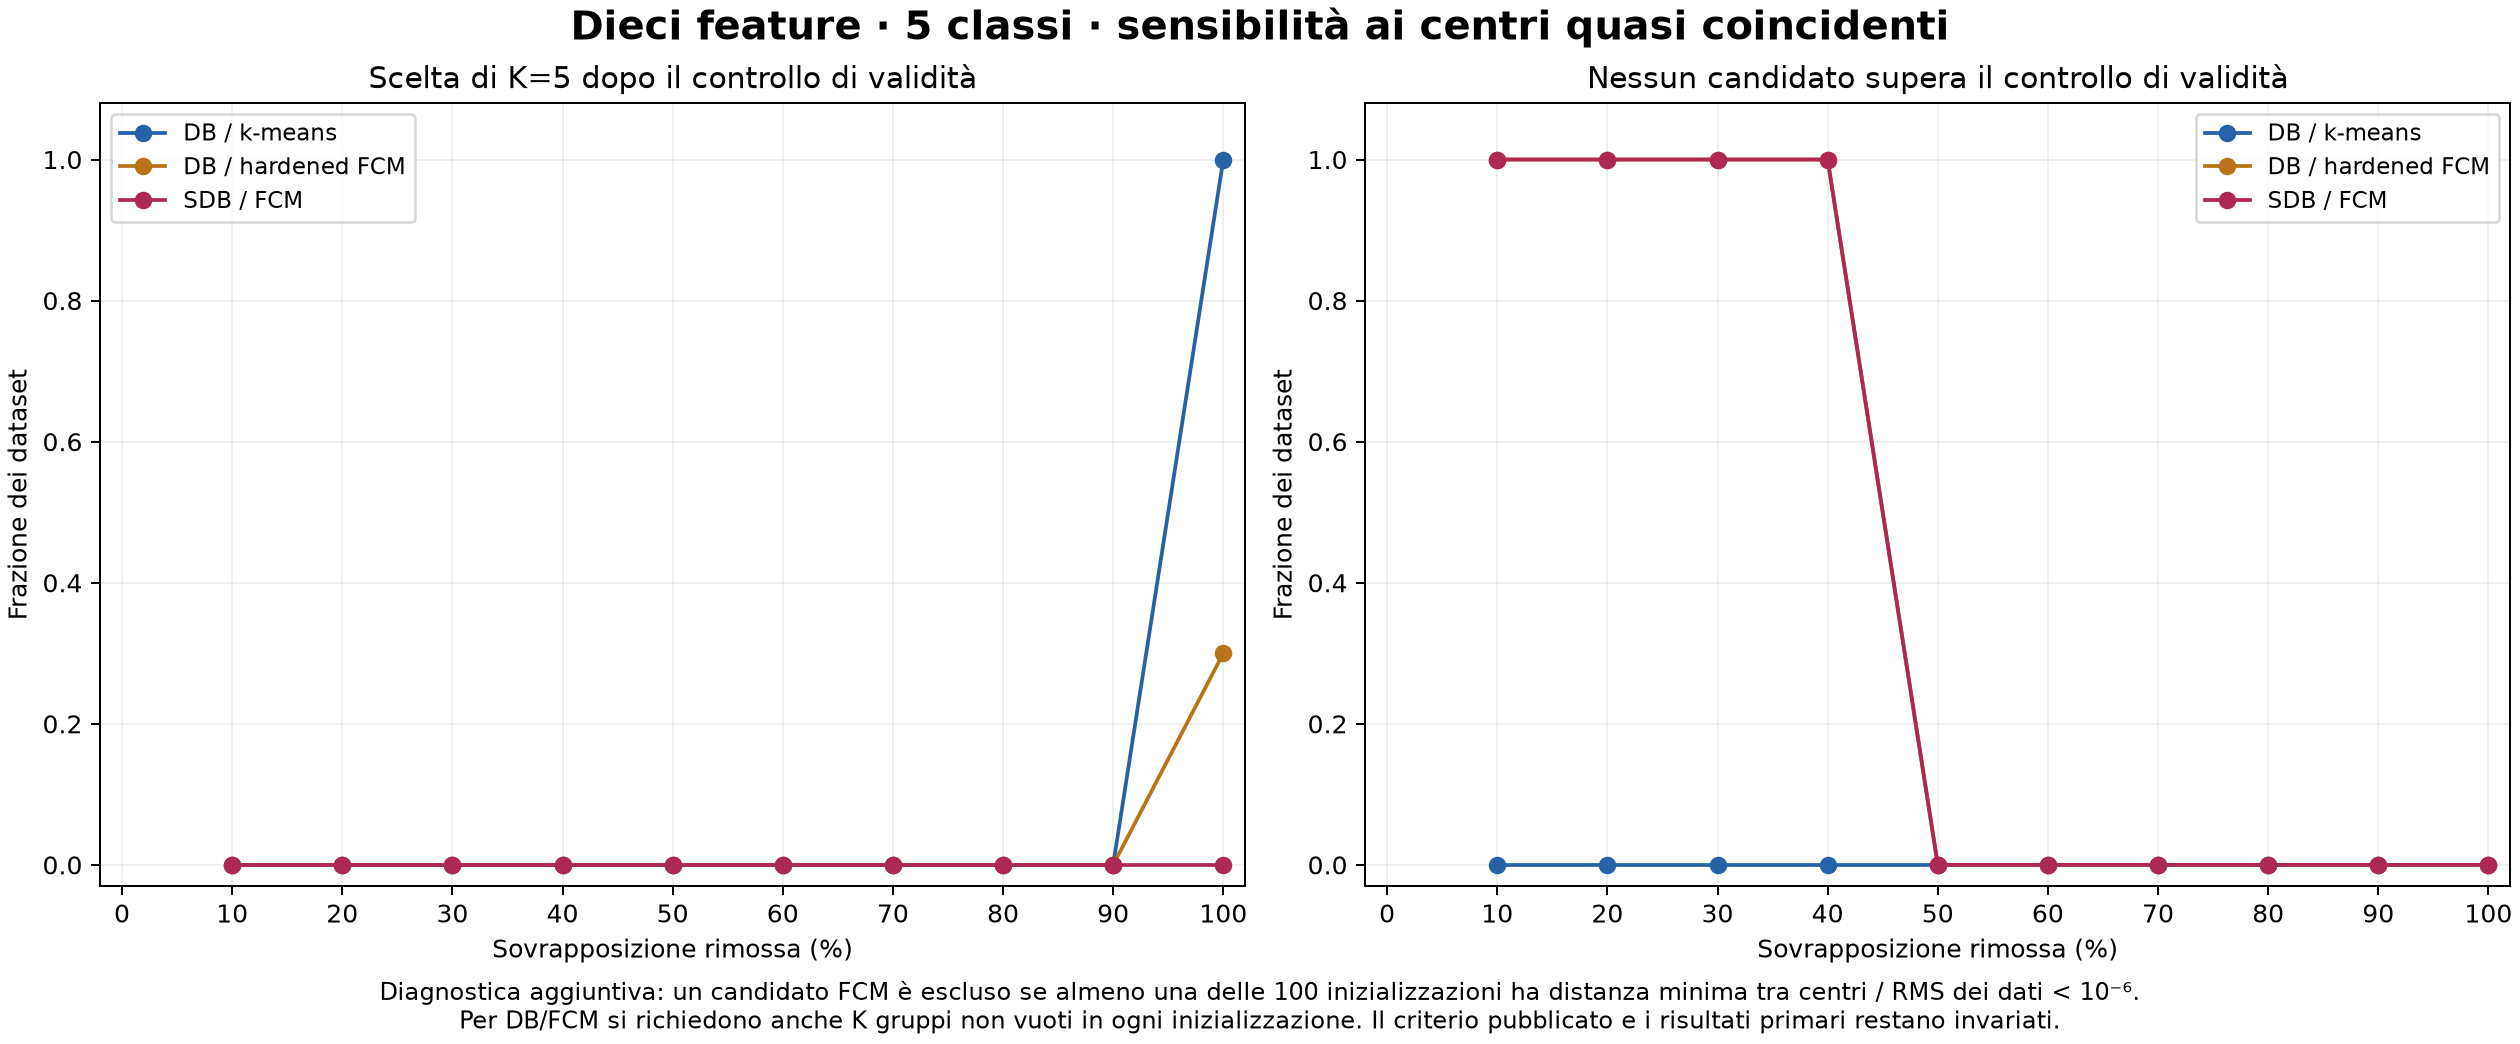 Dieci feature · 5 classi · sensibilità ai centri quasi coincidenti
Scelta di K=5 dopo il controllo di validità
DB / k-means
DB / hardened FCM
SDB / FCM
Frazione dei dataset
1.0
0.8
0.6
0.4
0.2
0.0
0 10 20 30 40 50 60 70 80 90 100
Sovrapposizione rimossa (%)
Nessun candidato supera il controllo di validità
DB / k-means
DB / hardened FCM
SDB / FCM
Frazione dei dataset
1.0
0.8
0.6
0.4
0.2
0.0
0 10 20 30 40 50 60 70 80 90 100
Sovrapposizione rimossa (%)
Diagnostica aggiuntiva: un candidato FCM è escluso se almeno una delle 100 inizializzazioni ha distanza minima tra centri / RMS dei dati < 10⁻⁶.
Per DB/FCM si richiedono anche K gruppi non vuoti in ogni inizializzazione. Il criterio pubblicato e i risultati primari restano invariati.